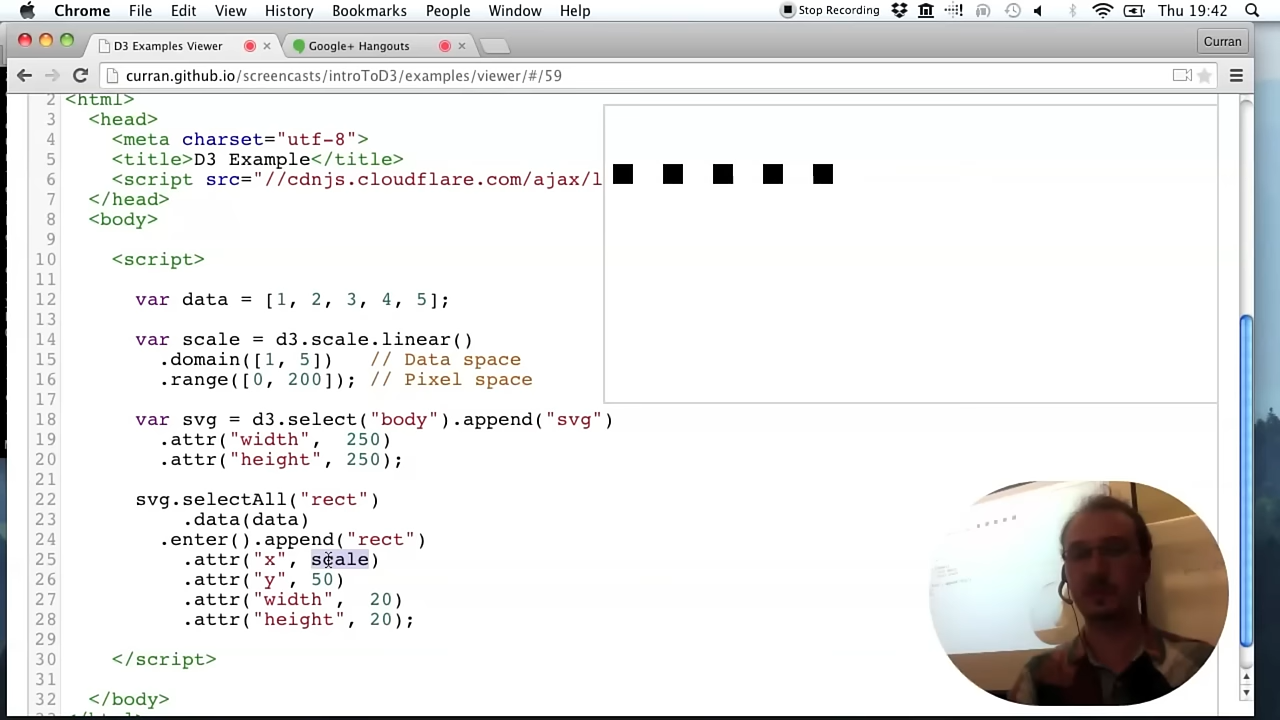 Chrome File Edit View History Bookmarks People Window Help Stop Recording Thu 19:42
D3 Examples Viewer Google+ Hangouts Curran
curran.github.io/screencasts/introToD3/examples/viewer/#/59
2 <html>
3 <head>
4 <meta charset="utf-8">
5 <title>D3 Example</title>
6 <script src="//cdnjs.cloudflare.com/ajax/l
7 </head>
8 <body>
9
10 <script>
11
12 var data = [1, 2, 3, 4, 5];
13
14 var scale = d3.scale.linear()
15 .domain([1, 5]) // Data space
16 .range([0, 200]); // Pixel space
17
18 var svg = d3.select("body").append("svg")
19 .attr("width", 250)
20 .attr("height", 250);
21
22 svg.selectAll("rect")
23 .data(data)
24 .enter().append("rect")
25 .attr("x", scale)
26 .attr("y", 50)
27 .attr("width", 20)
28 .attr("height", 20);
29
30 </script>
31
32 </body>
33 </html>